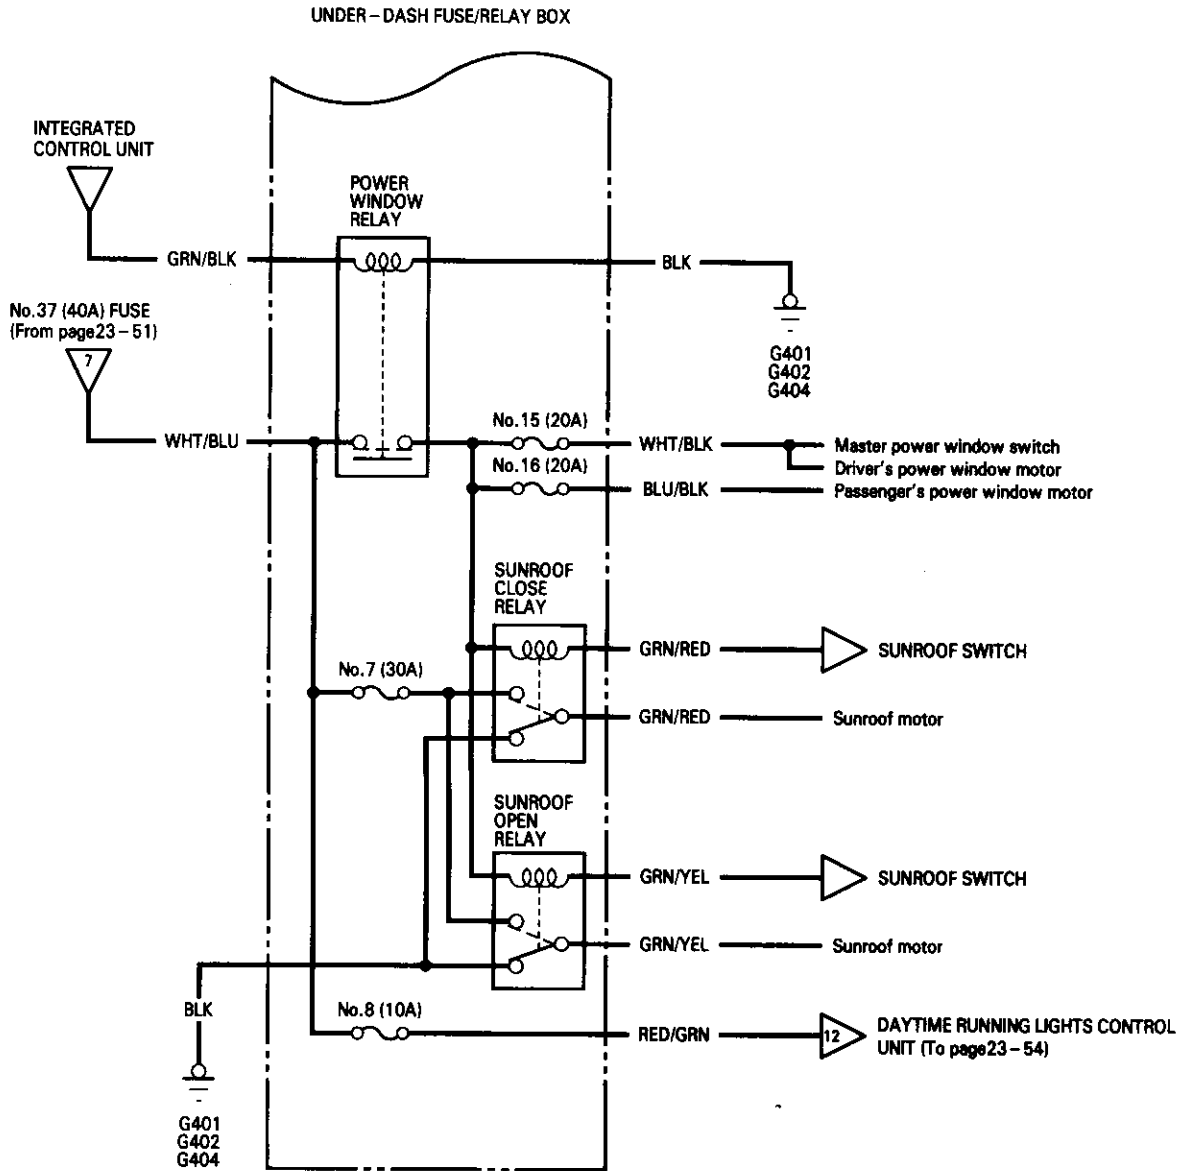 UNDER-DASH FUSE/RELAY BOX
INTEGRATED
CONTROL UNIT
POWER
WINDOW
RELAY
GRN/BLK
BLK
No.37 (40A) FUSE
(From page23-51)
7
G401
G402
G404
WHT/BLU
No.15 (20A)
WHT/BLK
Master power window switch
Driver's power window motor
No.16 (20A)
BLU/BLK
Passenger's power window motor
SUNROOF
CLOSE
RELAY
GRN/RED
SUNROOF SWITCH
No.7 (30A)
GRN/RED
Sunroof motor
SUNROOF
OPEN
RELAY
GRN/YEL
SUNROOF SWITCH
GRN/YEL
Sunroof motor
BLK
No.8 (10A)
RED/GRN
12
DAYTIME RUNNING LIGHTS CONTROL
UNIT (To page23-54)
G401
G402
G404